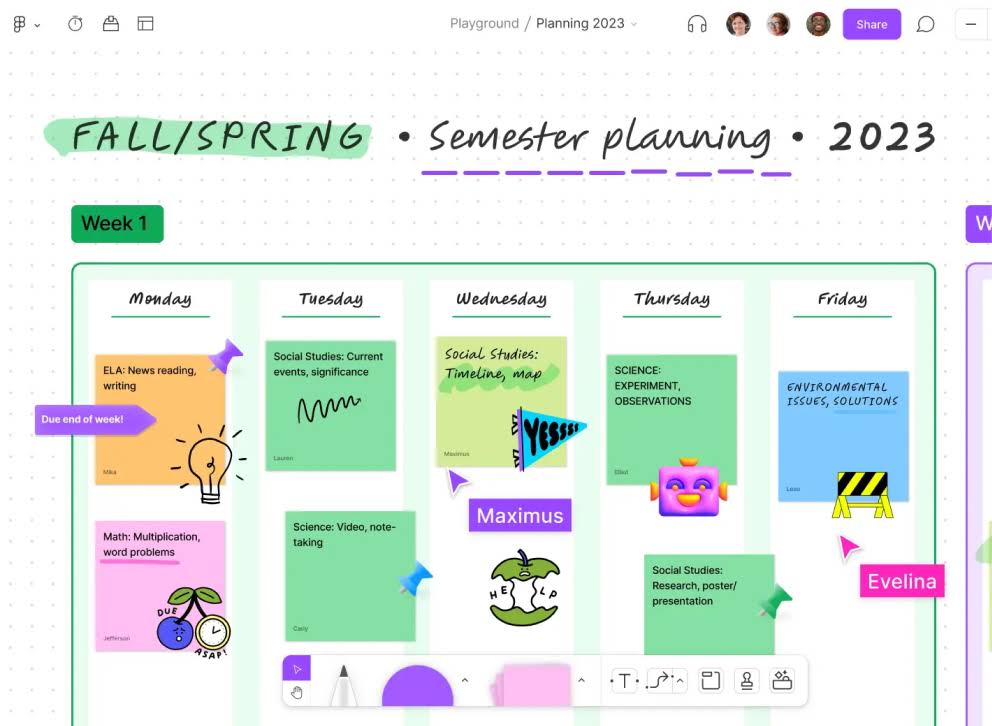 Playground / Planning 2023
Share
FALL/SPRING • Semester planning • 2023
Week 1
W
Monday
Tuesday
Wednesday
Thursday
Friday
ELA: News reading,
writing
Due end of week!
Mika
Math: Multiplication,
word problems
DUE
ASAP!
Jefferson
Social Studies: Current
events, significance
Lauren
Science: Video, note-
taking
Social Studies:
Timeline, map
YESSSS
Maximus
Maximus
HELP
SCIENCE:
EXPERIMENT,
OBSERVATIONS
Elliot
Social Studies:
Research, poster/
presentation
ENVIRONMENTAL
ISSUES, SOLUTIONS
Evelina
T